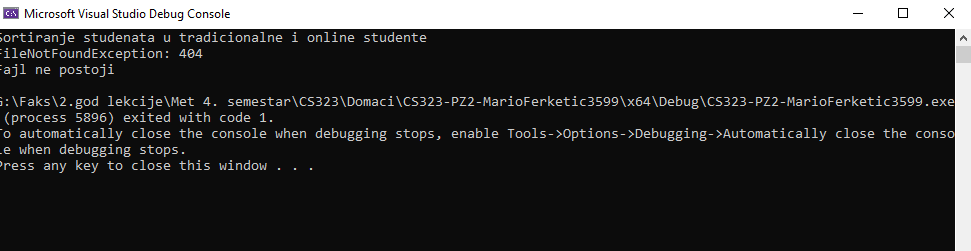 Microsoft Visual Studio Debug Console
Sortiranje studenata u tradicionalne i online studente
FileNotFoundException: 404
Fajl ne postoji
G:\Faks\2.god lekcije\Met 4. semestar\CS323\Domaci\CS323-PZ2-MarioFerketic3599\x64\Debug\CS323-PZ2-MarioFerketic3599.exe
(process 5896) exited with code 1.
To automatically close the console when debugging stops, enable Tools->Options->Debugging->Automatically close the conso
le when debugging stops.
Press any key to close this window . . .